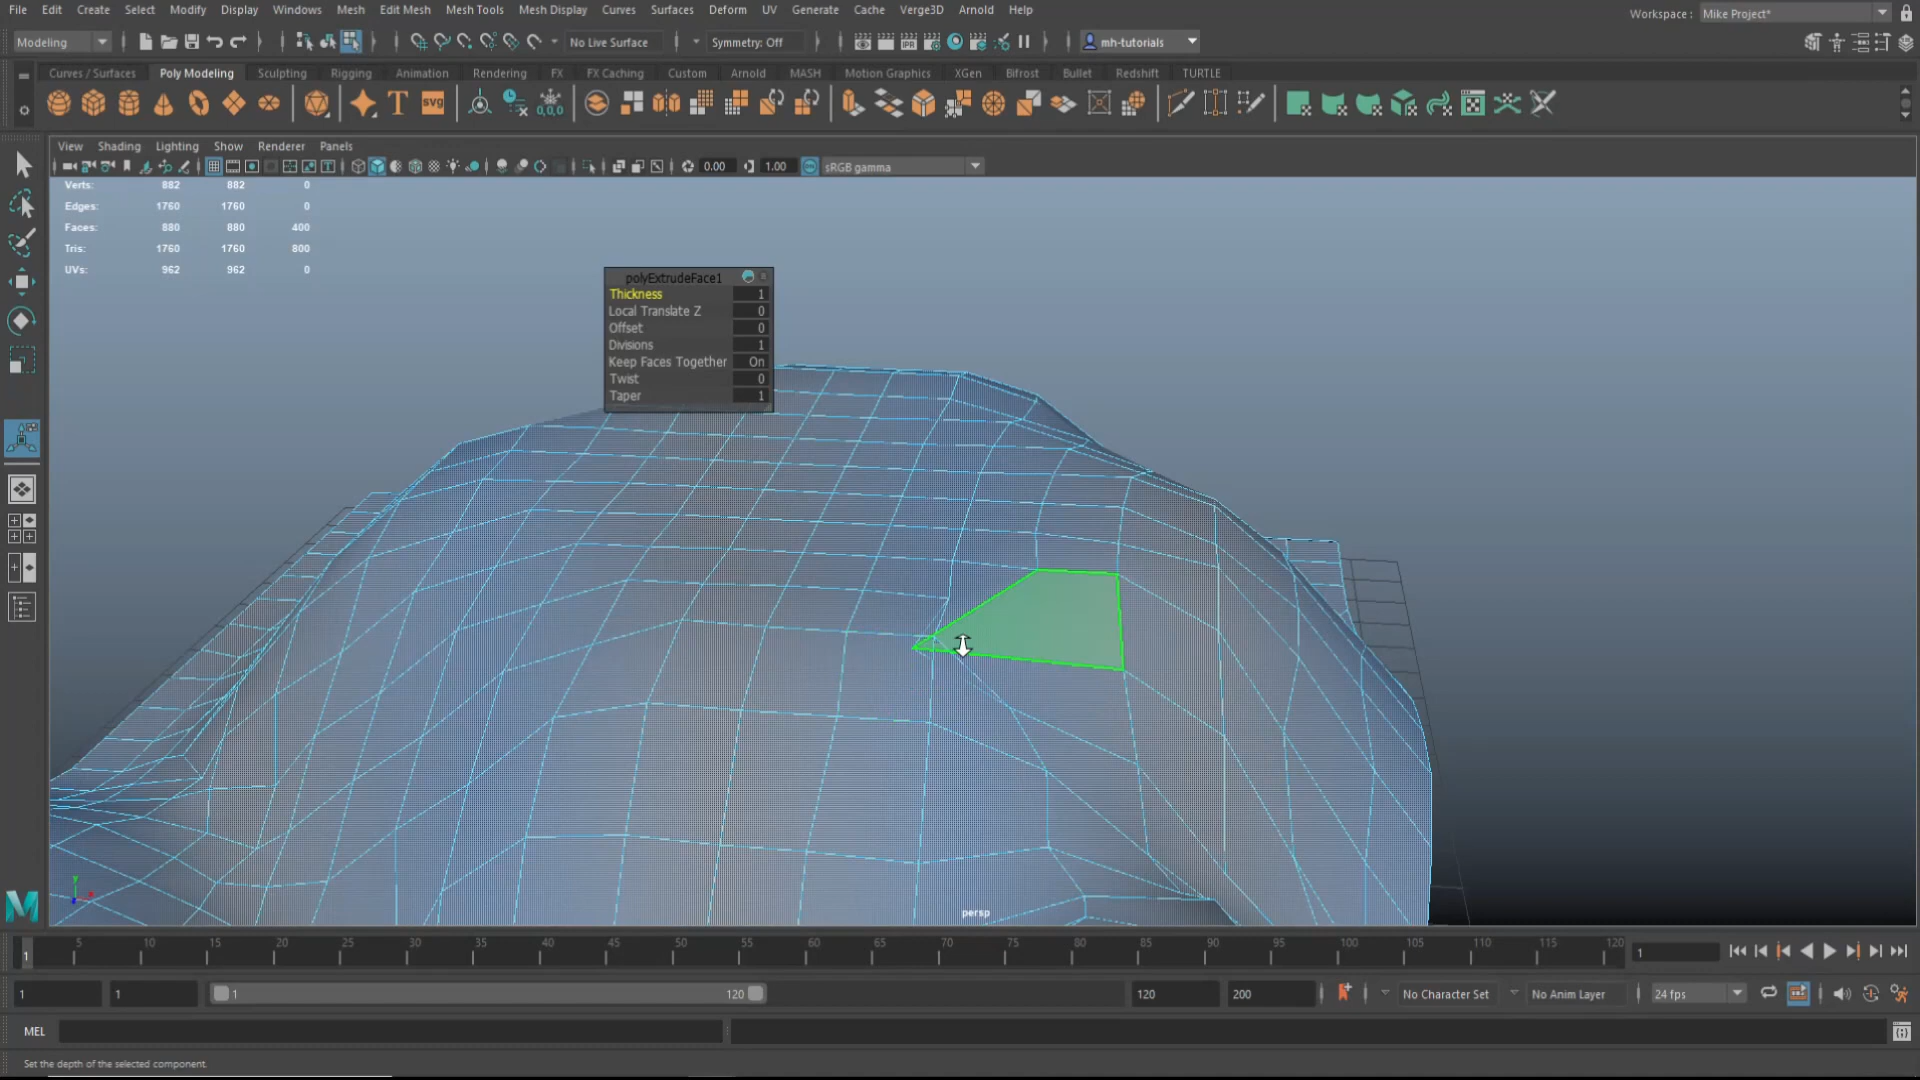 File Edit Create Select Modify Display Windows Mesh Edit Mesh Mesh Tools Mesh Display Curves Surfaces Deform UV Generate Cache Verge3D Arnold Help Workspace : Mike Project*
Modeling No Live Surface Symmetry: Off mh-tutorials
Curves / Surfaces Poly Modeling Sculpting Rigging Animation Rendering FX FX Caching Custom Arnold MASH Motion Graphics XGen Bifrost Bullet Redshift TURTLE
T SVG 0,0,0
View Shading Lighting Show Renderer Panels
0.00 1.00 sRGB gamma
Verts: 882 882 0
Edges: 1760 1760 0
Faces: 880 880 400
Tris: 1760 1760 800
UVs: 962 962 0
polyExtrudeFace1
Thickness 1
Local Translate Z 0
Offset 0
Divisions 1
Keep Faces Together On
Twist 0
Taper 1
persp
1 5 10 15 20 25 30 35 40 45 50 55 60 65 70 75 80 85 90 95 100 105 110 115 120 1
1 1 1 120 120 200 No Character Set No Anim Layer 24 fps
MEL
Set the depth of the selected component.